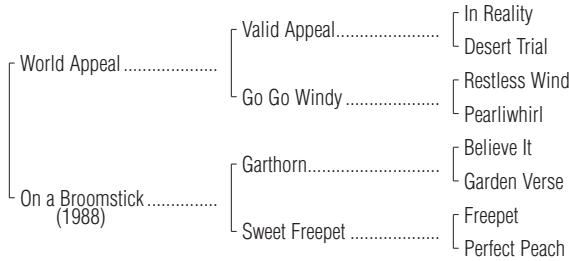 In Reality
Valid Appeal....................
Desert Trial
World Appeal ....................
Restless Wind
Go Go Windy ....................
Pearliwhirl
Believe It
Garthorn............................
Garden Verse
On a Broomstick ...............
(1988)
Freepet
Sweet Freepet ...................
Perfect Peach